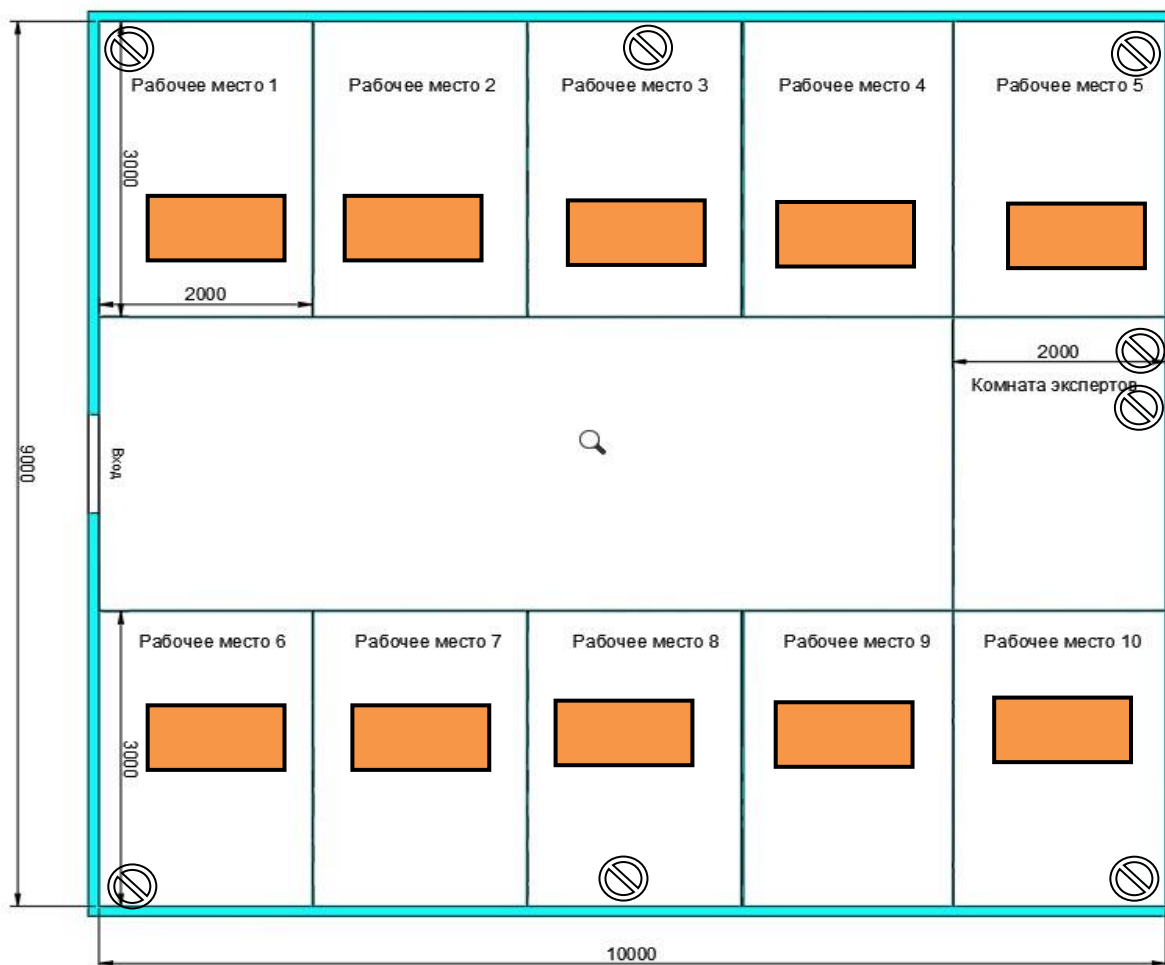 Рабочее место 1
Рабочее место 2
Рабочее место 3
Рабочее место 4
Рабочее место 5
3000
2000
2000
Комната экспертов
9000
Вход
Рабочее место 6
Рабочее место 7
Рабочее место 8
Рабочее место 9
Рабочее место 10
3000
10000